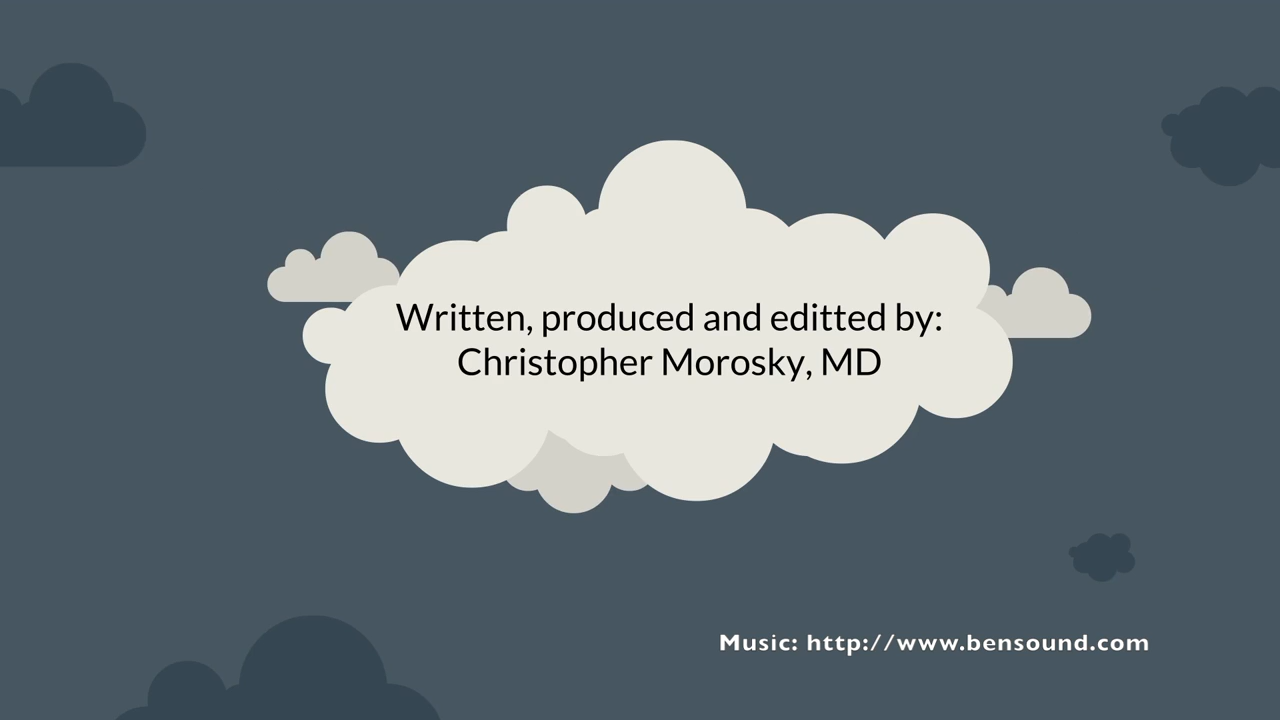 Written, produced and editted by:
Christopher Morosky, MD
Music: http://www.bensound.com